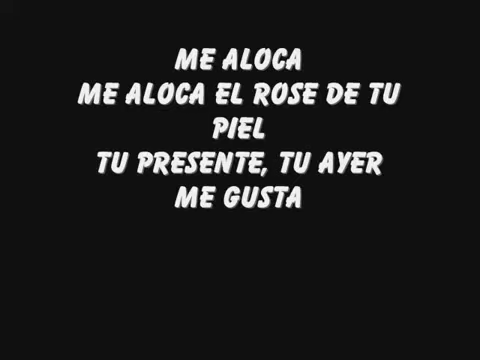 ME ALOCA
ME ALOCA EL ROSE DE TU
PIEL
TU PRESENTE, TU AYER
ME GUSTA